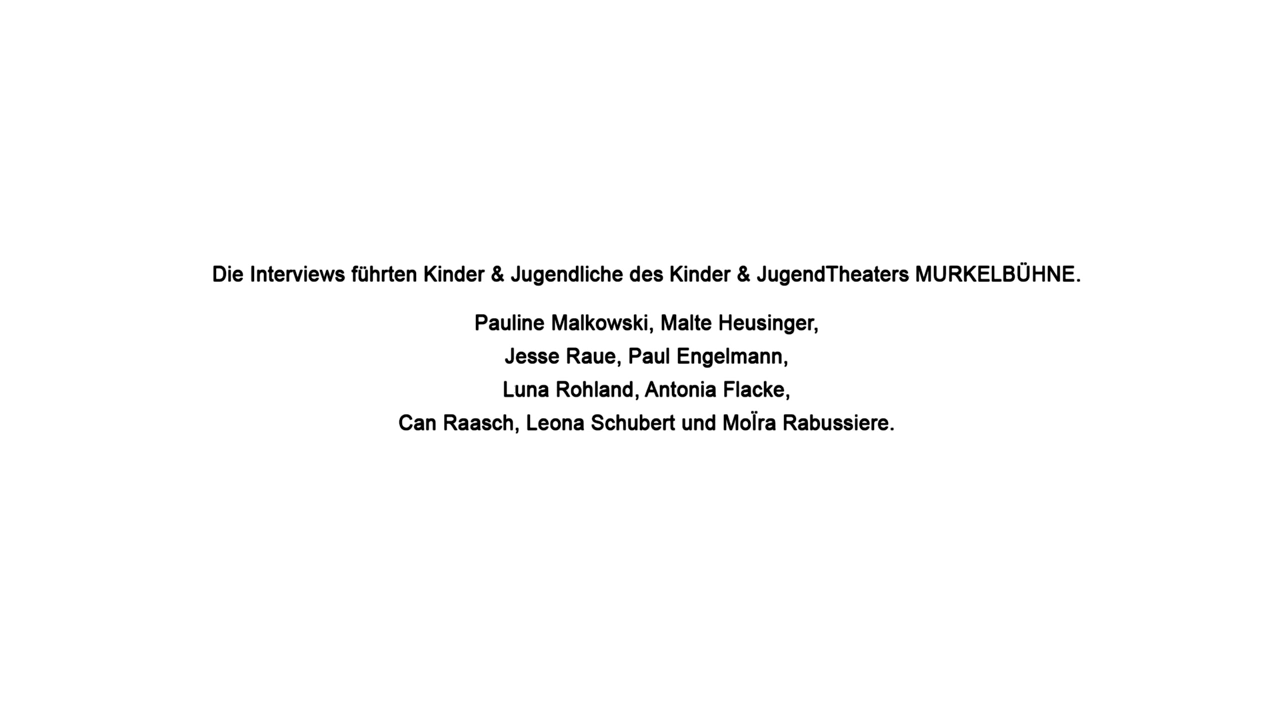 Die Interviews führten Kinder & Jugendliche des Kinder & JugendTheaters MURKELBÜHNE.
Pauline Malkowski, Malte Heusinger,
Jesse Raue, Paul Engelmann,
Luna Rohland, Antonia Flacke,
Can Raasch, Leona Schubert und MoÏra Rabussiere.